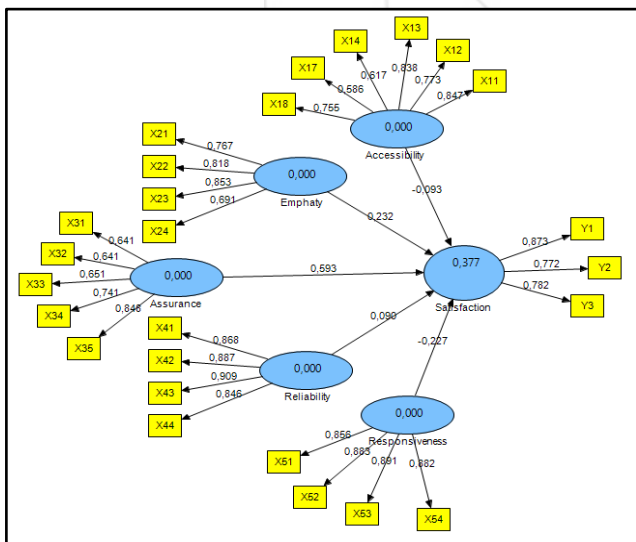 X13
X14
X12
X17
X11
X18
0,838
0,617
0,773
0,586
0,847
0,755
0,000
Accessibility
X21
X22
X23
X24
0,767
0,818
0,853
0,691
0,000
Emphaty
-0,093
0,232
X31
X32
X33
X34
X35
0,641
0,641
0,651
0,741
0,846
0,000
Assurance
0,593
0,377
Satisfaction
0,873
0,772
0,782
Y1
Y2
Y3
X41
X42
X43
X44
0,868
0,887
0,909
0,846
0,000
Reliability
0,090
-0,227
0,000
Responsiveness
X51
X52
X53
X54
0,856
0,883
0,891
0,882